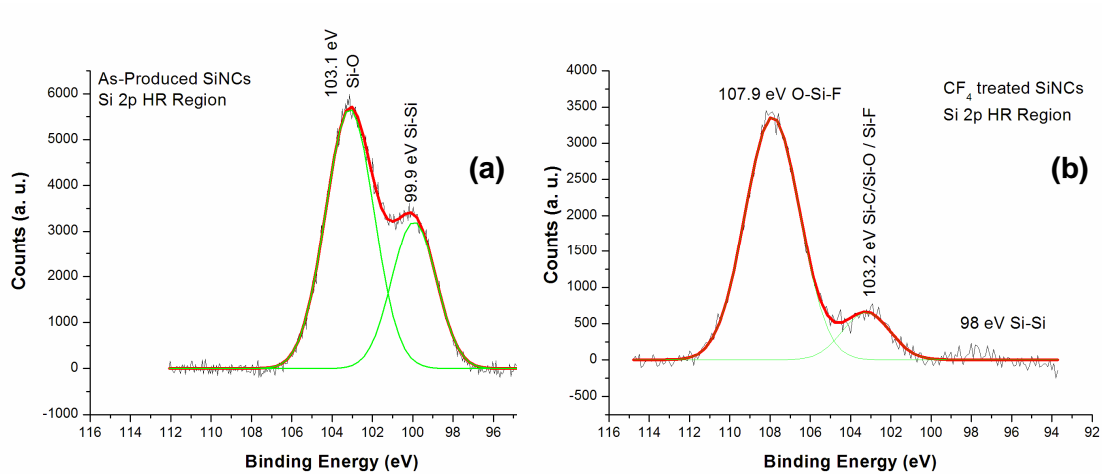 As-Produced SiNCs
Si 2p HR Region
103.1 eV
Si-O
99.9 eV Si-Si
(a)
Counts (a. u.)
6000
5000
4000
3000
2000
1000
0
-1000
116 114 112 110 108 106 104 102 100 98 96
Binding Energy (eV)
CF4 treated SiNCs
Si 2p HR Region
107.9 eV O-Si-F
103.2 eV Si-C/Si-O / Si-F
98 eV Si-Si
(b)
Counts (a. u.)
4000
3500
3000
2500
2000
1500
1000
500
0
-500
116 114 112 110 108 106 104 102 100 98 96 94 92
Binding Energy (eV)